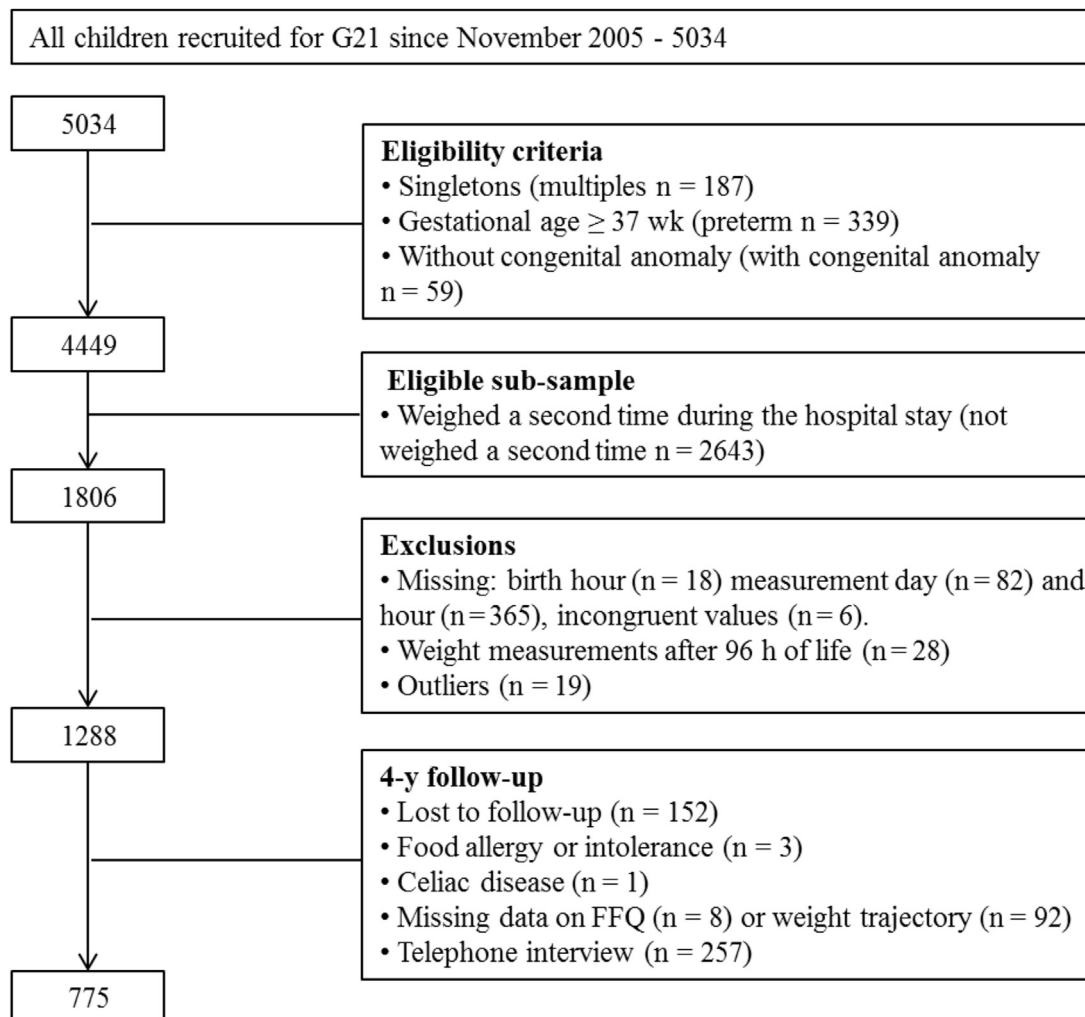 All children recruited for G21 since November 2005 - 5034
5034
Eligibility criteria
• Singletons (multiples n = 187)
• Gestational age ≥ 37 wk (preterm n = 339)
• Without congenital anomaly (with congenital anomaly
n = 59)
4449
Eligible sub-sample
• Weighed a second time during the hospital stay (not
weighed a second time n = 2643)
1806
Exclusions
• Missing: birth hour (n = 18) measurement day (n = 82) and
hour (n = 365), incongruent values (n = 6).
• Weight measurements after 96 h of life (n = 28)
• Outliers (n = 19)
1288
4-y follow-up
• Lost to follow-up (n = 152)
• Food allergy or intolerance (n = 3)
• Celiac disease (n = 1)
• Missing data on FFQ (n = 8) or weight trajectory (n = 92)
• Telephone interview (n = 257)
775